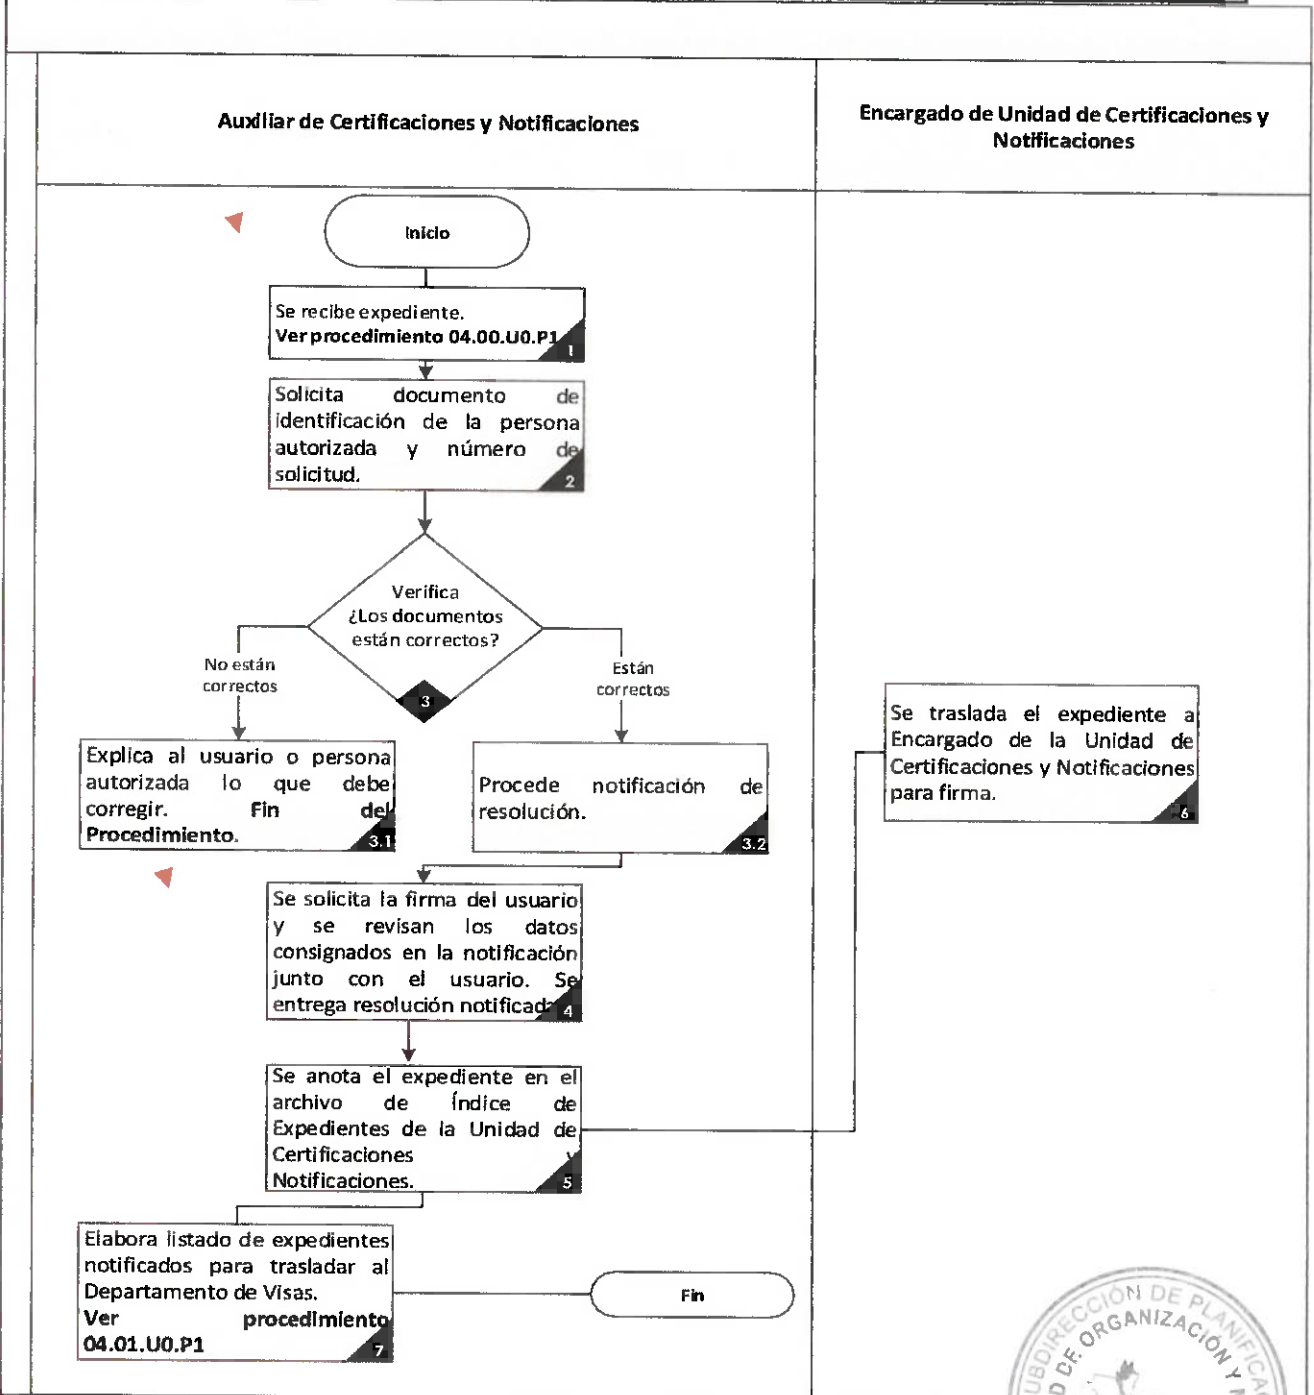 Auxiliar de Certificaciones y Notificaciones
Encargado de Unidad de Certificaciones y
Notificaciones
Inicio
Se recibe expediente.
Ver procedimiento 04.00.U0.P1
1
Solicita documento de
identificación de la persona
autorizada y número de
solicitud.
2
Verifica
¿Los documentos
están correctos?
3
No están
correctos
Están
correctos
Explica al usuario o persona
autorizada lo que debe
corregir. Fin del
Procedimiento.
3.1
Procede notificación de
resolución.
3.2
Se solicita la firma del usuario
y se revisan los datos
consignados en la notificación
junto con el usuario. Se
entrega resolución notificada
4
Se anota el expediente en el
archivo de Índice de
Expedientes de la Unidad de
Certificaciones y
Notificaciones.
5
Se traslada el expediente a
Encargado de la Unidad de
Certificaciones y Notificaciones
para firma.
6
Elabora listado de expedientes
notificados para trasladar al
Departamento de Visas.
Ver procedimiento
04.01.U0.P1
7
Fin
UBDIRECCIÓN DE PLANIFICAC
D DE ORGANIZACIÓN Y